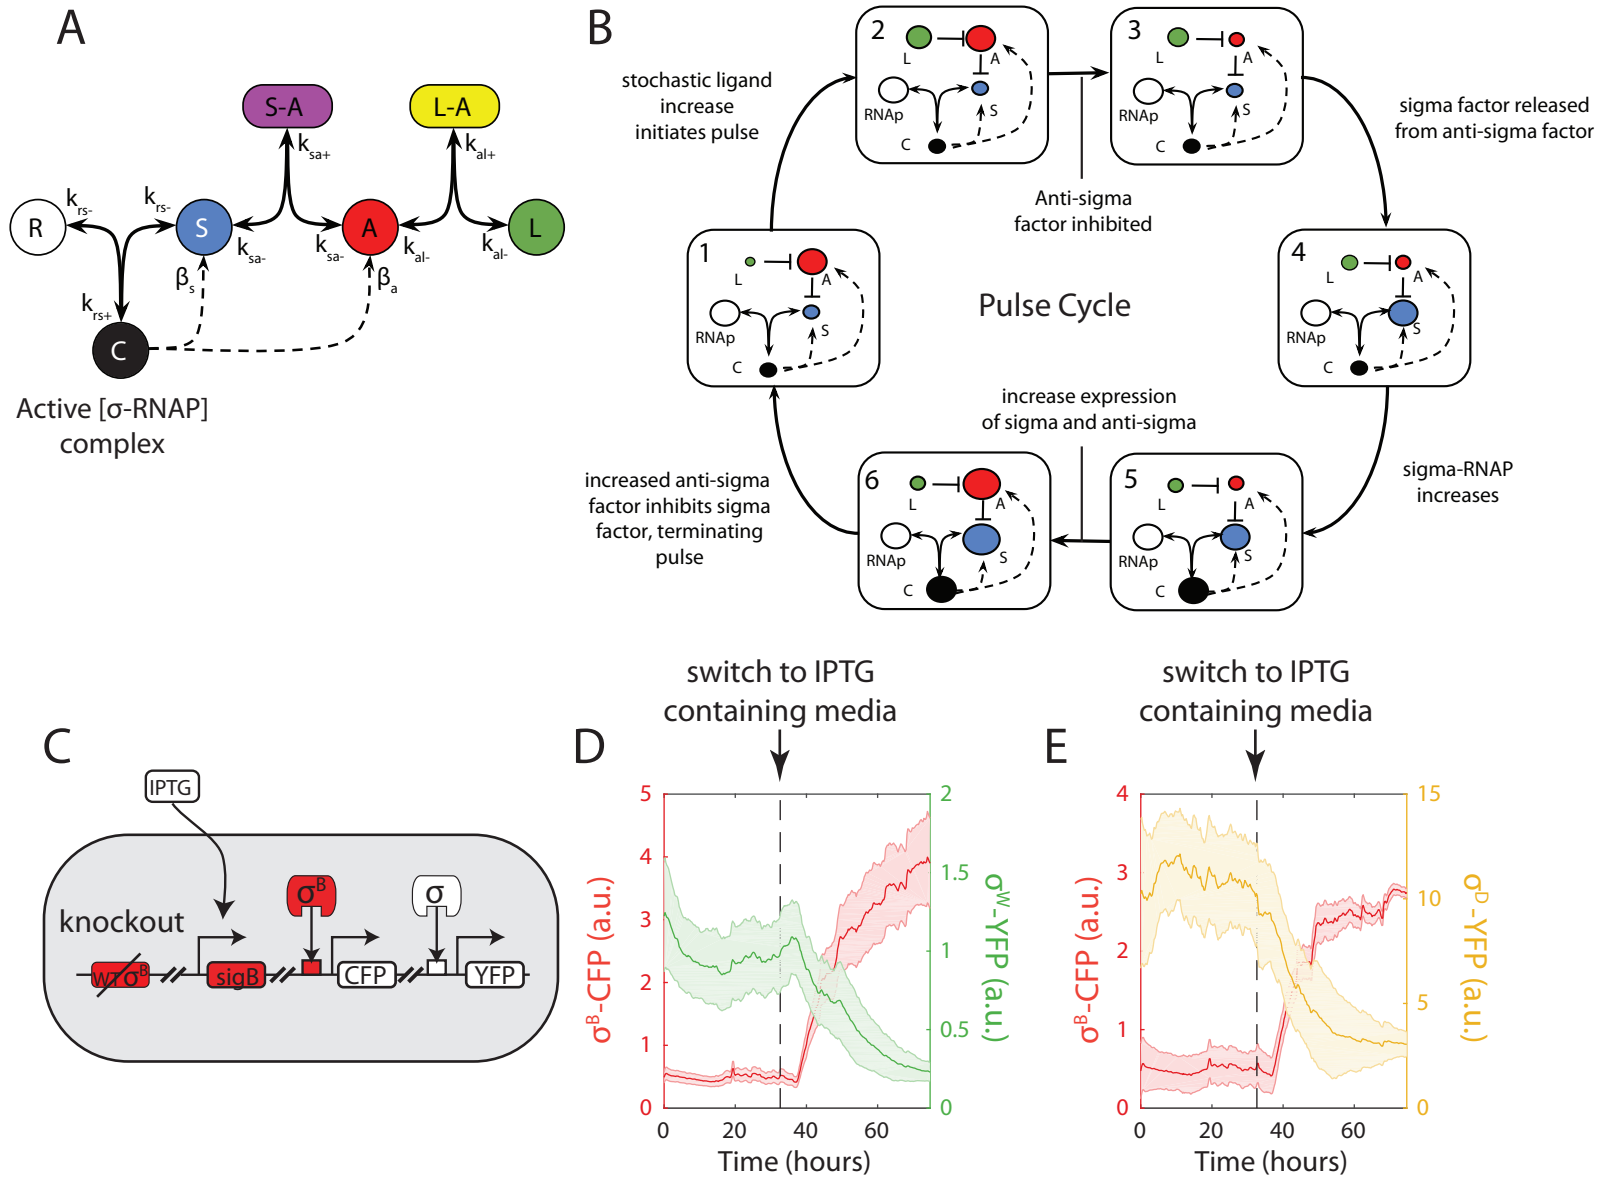 A
S-A
L-A
k_sa+
k_al+
k_rs-
k_rs-
R
S
A
L
k_sa-
k_sa-
k_al-
k_al-
β_s
β_a
k_rs+
C
Active [σ-RNAP]
complex
B
stochastic ligand
increase
initiates pulse
2
L
A
RNAp
S
C
3
L
A
RNAp
S
C
sigma factor released
from anti-sigma factor
Anti-sigma
factor inhibited
1
L
A
RNAp
S
C
Pulse Cycle
4
L
A
RNAp
S
C
increase expression
of sigma and anti-sigma
increased anti-sigma
factor inhibits sigma
factor, terminating
pulse
6
L
A
RNAp
S
C
5
L
A
RNAp
S
C
sigma-RNAP
increases
C
IPTG
knockout
σᴮ
σ
wt σᴮ
sigB
CFP
YFP
switch to IPTG
containing media
D
5
4
3
2
1
0
σᴮ-CFP (a.u.)
2
1.5
1
0.5
0
σᵂ-YFP (a.u.)
0
20
40
60
Time (hours)
switch to IPTG
containing media
E
4
3
2
1
0
σᴮ-CFP (a.u.)
15
10
5
0
σᴰ-YFP (a.u.)
0
20
40
60
Time (hours)